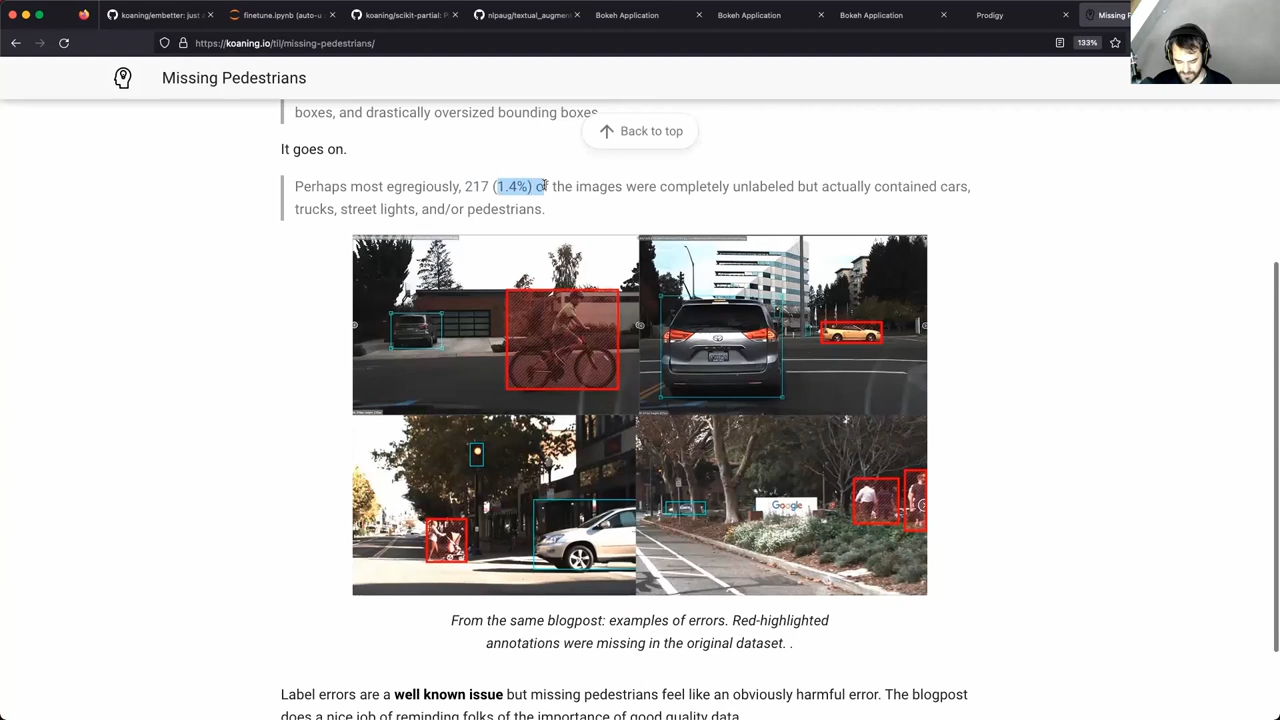 koaning/embetter: just a
finetune.ipynb (auto-u
koaning/scikit-partial: P
nlpaug/textual_augmen
Bokeh Application
Bokeh Application
Bokeh Application
Prodigy
Missing P
https://koaning.io/til/missing-pedestrians/
133%
Missing Pedestrians
boxes, and drastically oversized bounding boxes.
Back to top
It goes on.
Perhaps most egregiously, 217 (1.4%) of the images were completely unlabeled but actually contained cars,
trucks, street lights, and/or pedestrians.
Google
From the same blogpost: examples of errors. Red-highlighted
annotations were missing in the original dataset. .
Label errors are a well known issue but missing pedestrians feel like an obviously harmful error. The blogpost
does a nice job of reminding folks of the importance of good quality data.